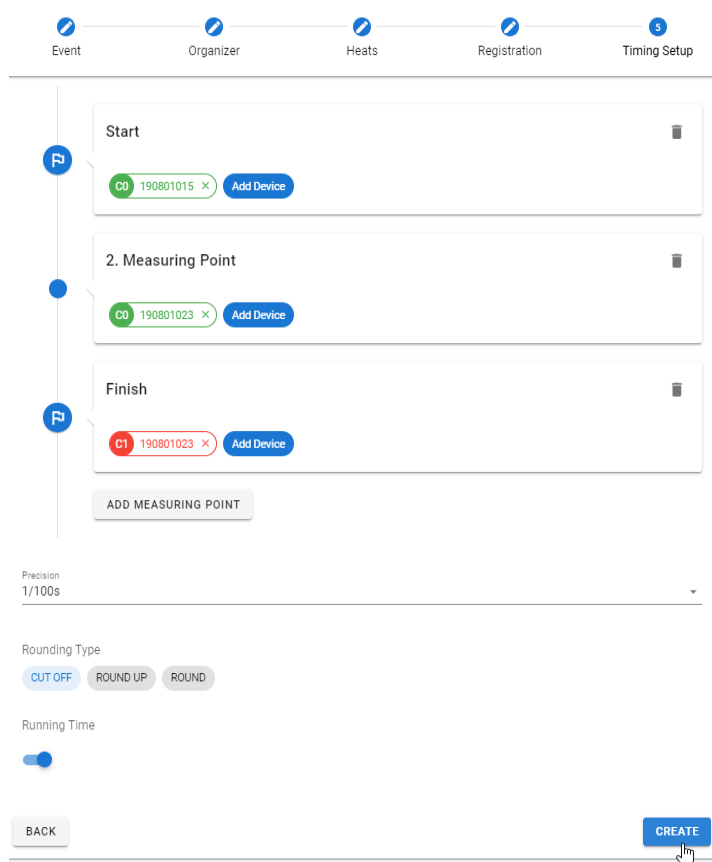 5
Event Organizer Heats Registration Timing Setup
Start
C0 190801015 × Add Device
2. Measuring Point
C0 190801023 × Add Device
Finish
C1 190801023 × Add Device
ADD MEASURING POINT
Precision
1/100s
Rounding Type
CUT OFF ROUND UP ROUND
Running Time
BACK CREATE